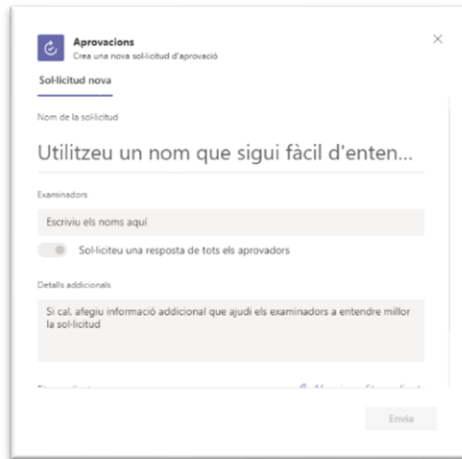 Aprovacions
Crea una nova sol·licitud d'aprovació
Sol·licitud nova
Nom de la sol·licitud
Utilitzeu un nom que sigui fàcil d'enten...
Examinadors
Escriviu els noms aquí
Sol·liciteu una resposta de tots els aprovadors
Detalls addicionals
Si cal, afegiu informació addicional que ajudi els examinadors a entendre millor
la sol·licitud
Envia